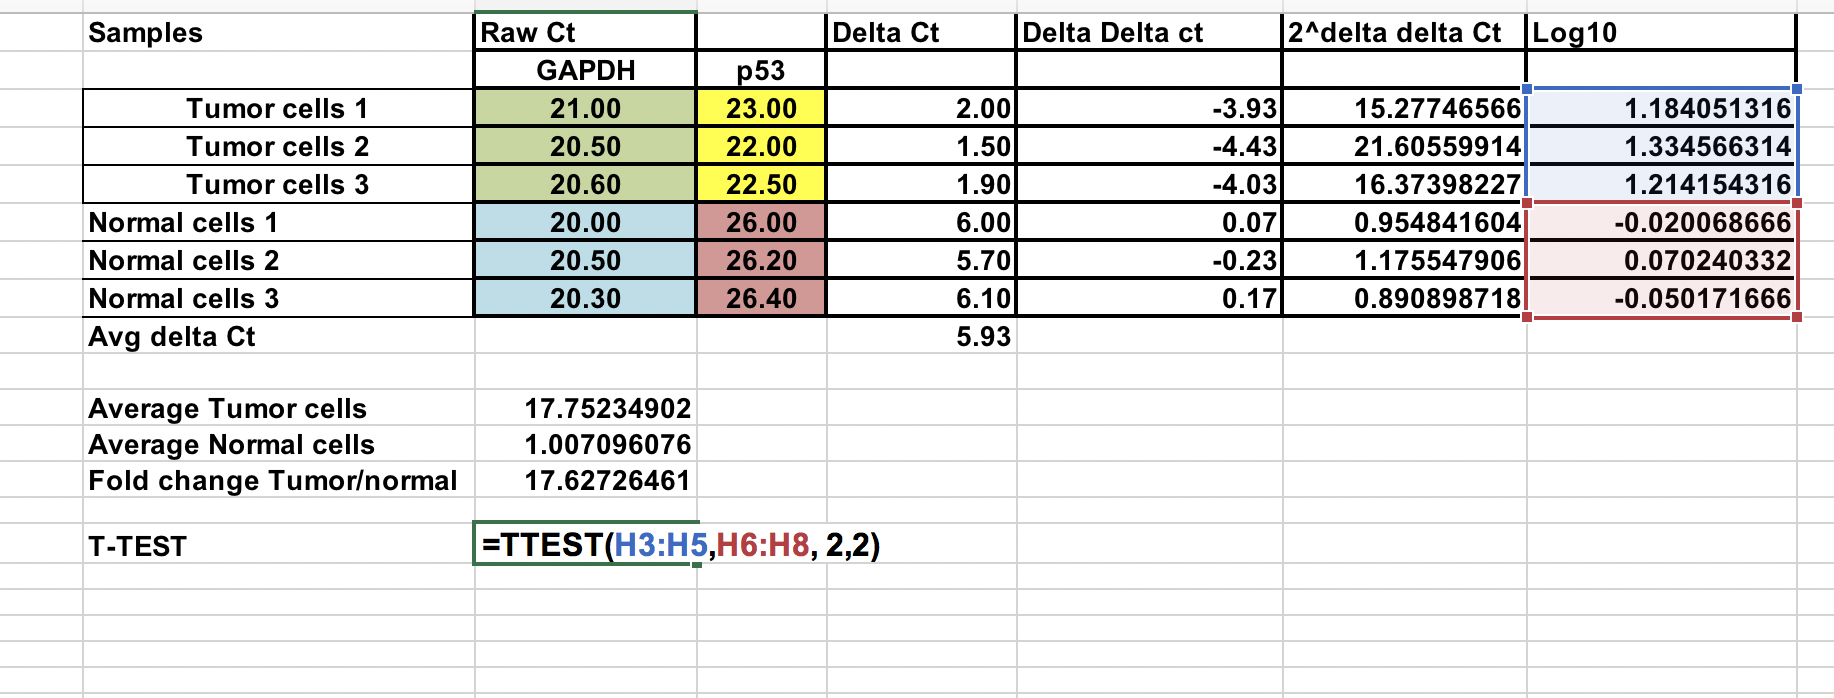 Samples Raw Ct Delta Ct Delta Delta ct 2^delta delta Ct Log10
GAPDH p53
Tumor cells 1 21.00 23.00 2.00 -3.93 15.27746566 1.184051316
Tumor cells 2 20.50 22.00 1.50 -4.43 21.60559914 1.334566314
Tumor cells 3 20.60 22.50 1.90 -4.03 16.37398227 1.214154316
Normal cells 1 20.00 26.00 6.00 0.07 0.954841604 -0.020068666
Normal cells 2 20.50 26.20 5.70 -0.23 1.175547906 0.070240332
Normal cells 3 20.30 26.40 6.10 0.17 0.890898718 -0.050171666
Avg delta Ct 5.93
Average Tumor cells 17.75234902
Average Normal cells 1.007096076
Fold change Tumor/normal 17.62726461
T-TEST =TTEST(H3:H5,H6:H8, 2,2)